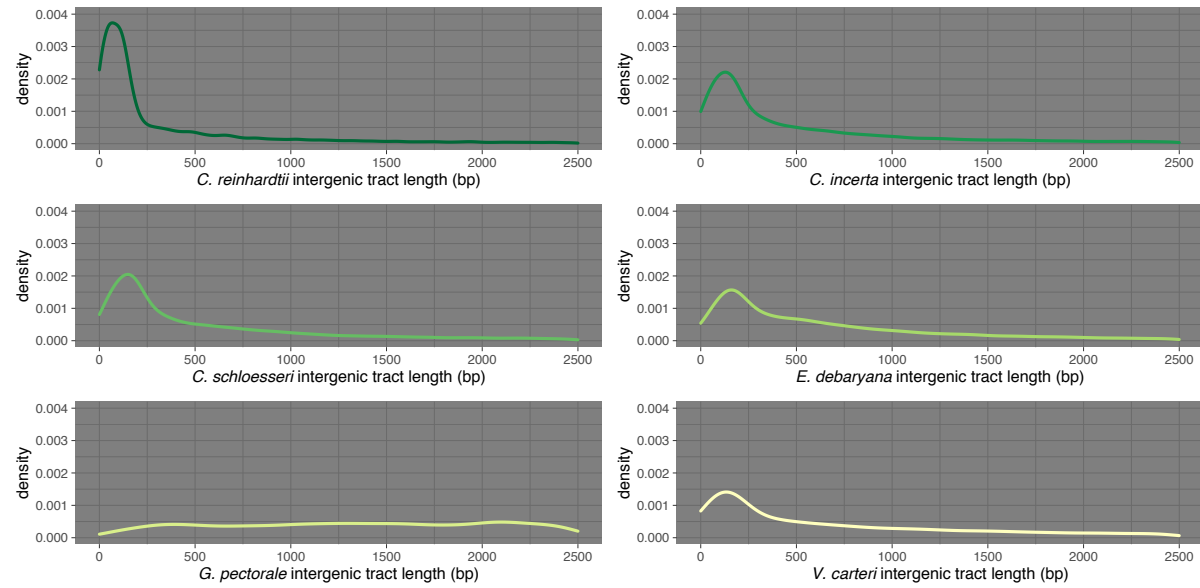 0.004
0.003
0.002
0.001
0.000
density
0 500 1000 1500 2000 2500
C. reinhardtii intergenic tract length (bp)
0.004
0.003
0.002
0.001
0.000
density
0 500 1000 1500 2000 2500
C. incerta intergenic tract length (bp)
0.004
0.003
0.002
0.001
0.000
density
0 500 1000 1500 2000 2500
C. schloesseri intergenic tract length (bp)
0.004
0.003
0.002
0.001
0.000
density
0 500 1000 1500 2000 2500
E. debaryana intergenic tract length (bp)
0.004
0.003
0.002
0.001
0.000
density
0 500 1000 1500 2000 2500
G. pectorale intergenic tract length (bp)
0.004
0.003
0.002
0.001
0.000
density
0 500 1000 1500 2000 2500
V. carteri intergenic tract length (bp)